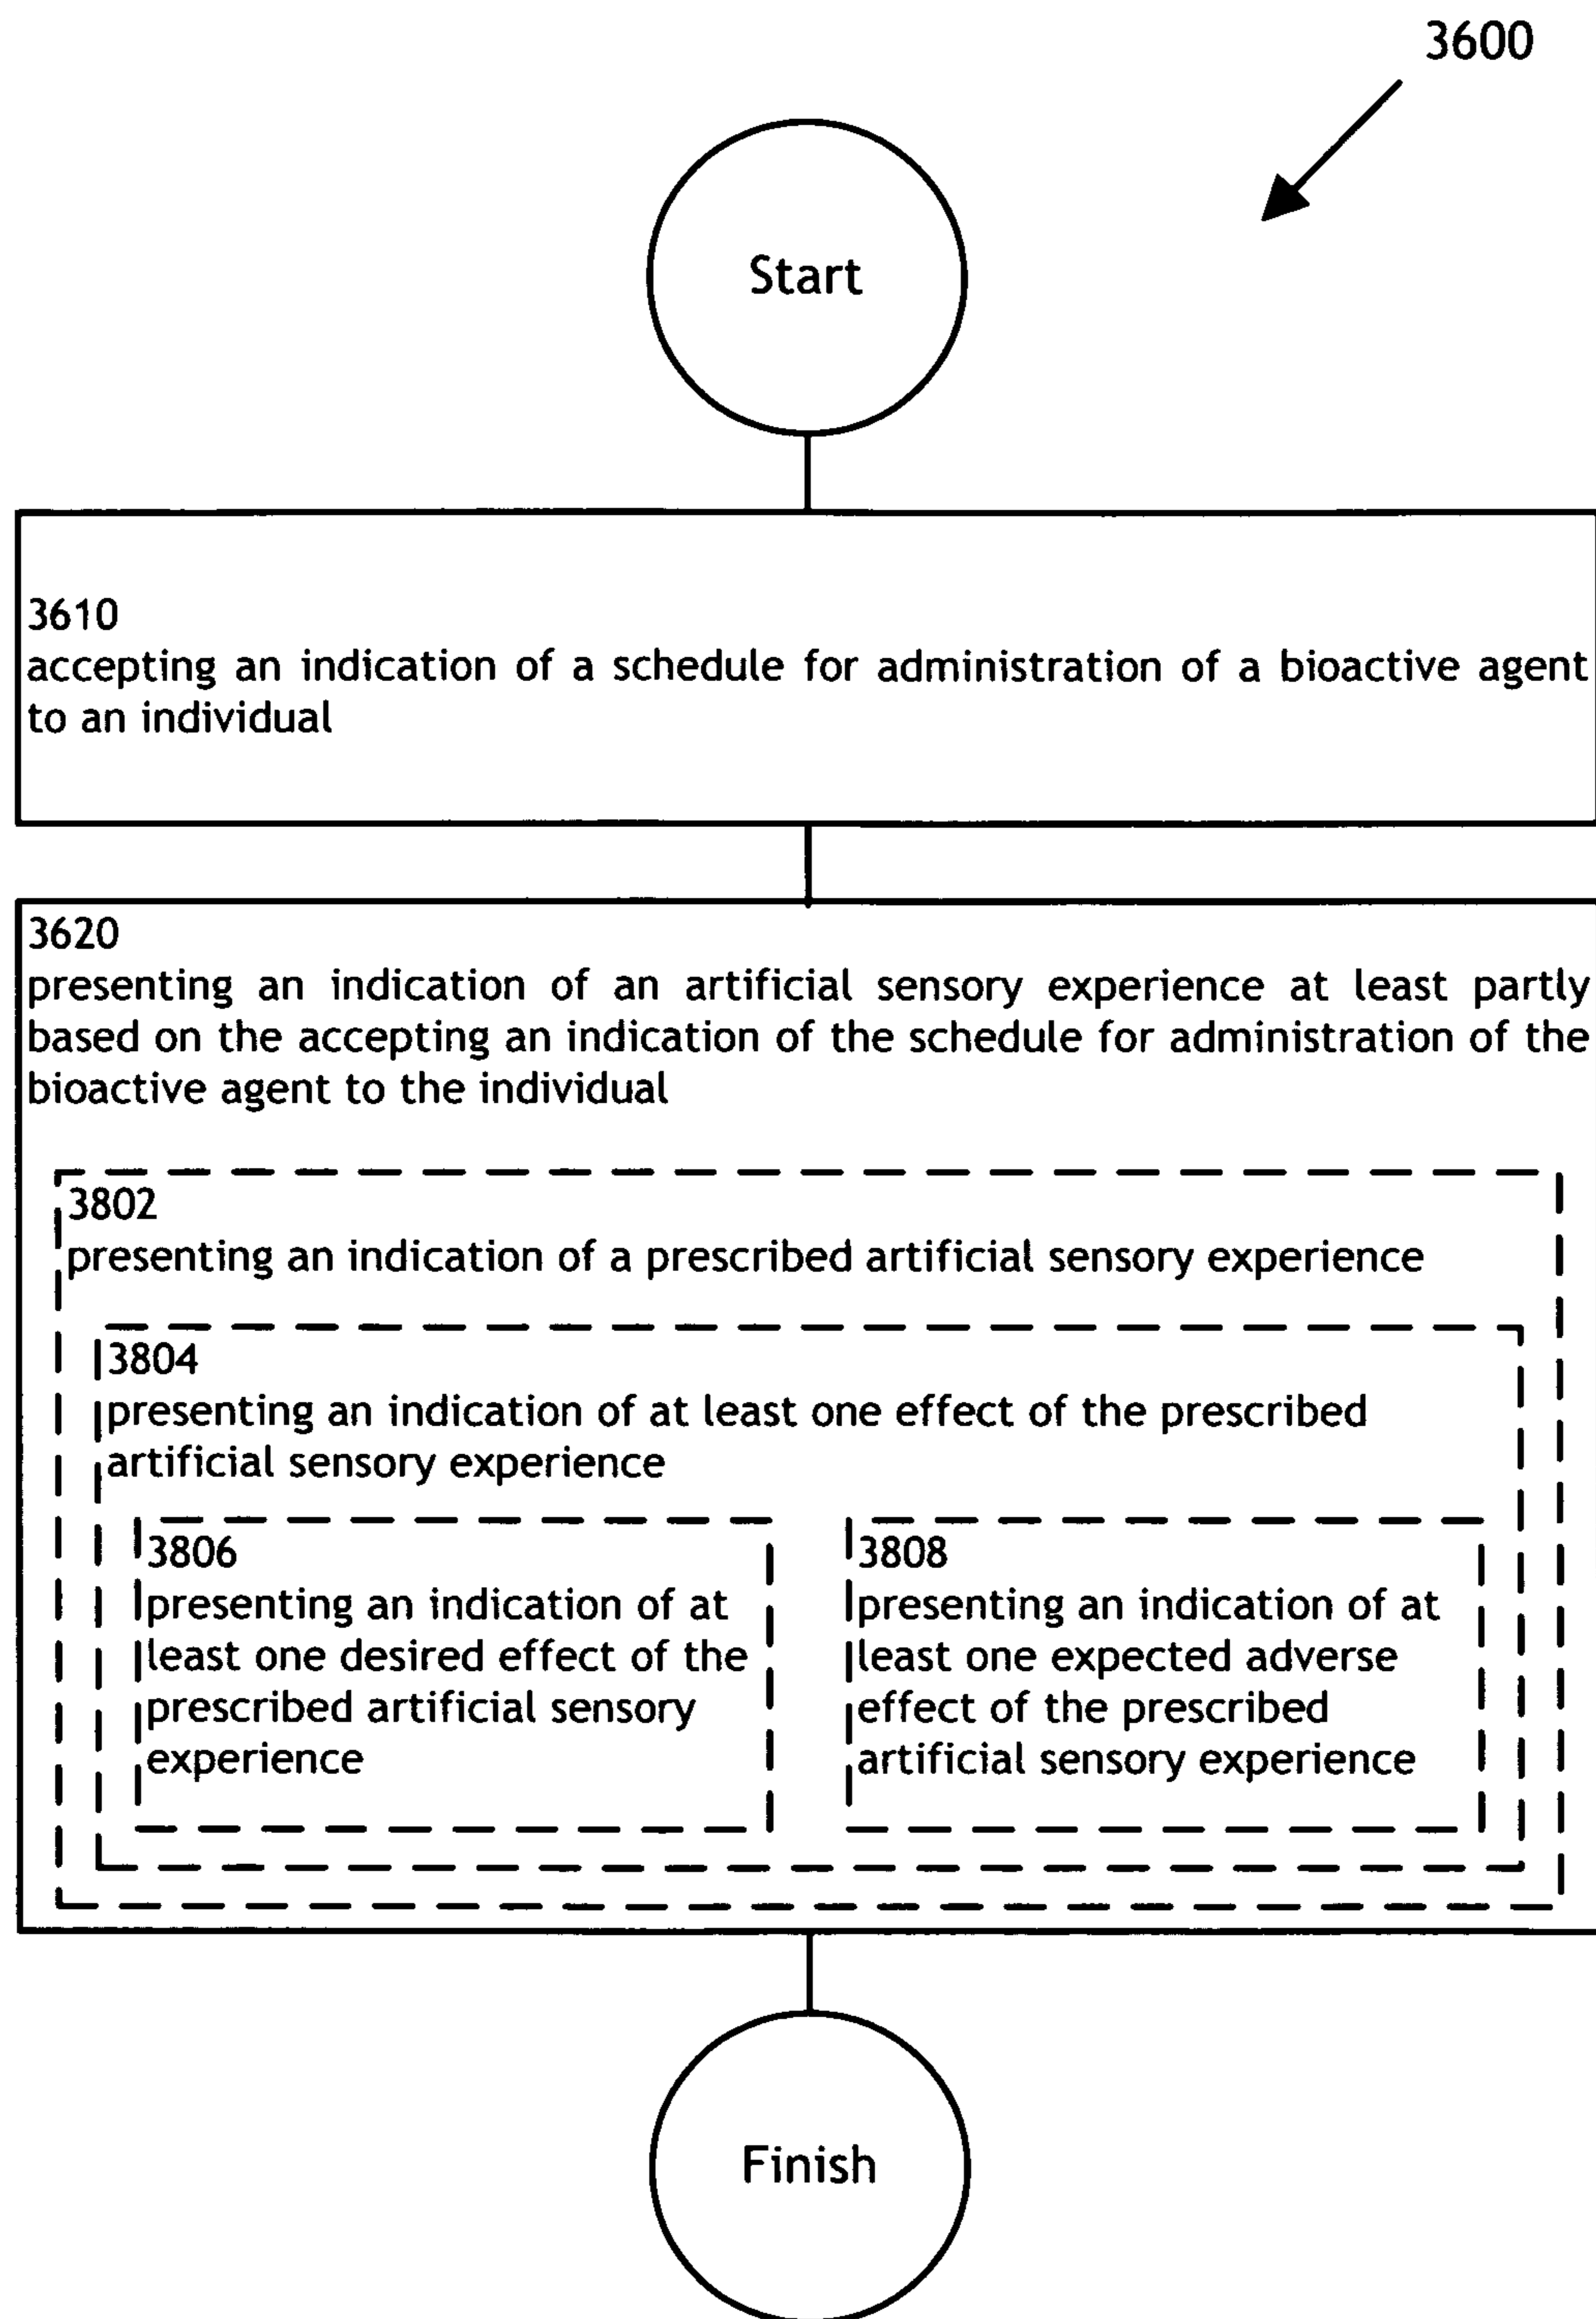 3600
Start
3610
accepting an indication of a schedule for administration of a bioactive agent
to an individual
3620
presenting an indication of an artificial sensory experience at least partly
based on the accepting an indication of the schedule for administration of the
bioactive agent to the individual
3802
presenting an indication of a prescribed artificial sensory experience
3804
presenting an indication of at least one effect of the prescribed
artificial sensory experience
3806
presenting an indication of at
least one desired effect of the
prescribed artificial sensory
experience
3808
presenting an indication of at
least one expected adverse
effect of the prescribed
artificial sensory experience
Finish